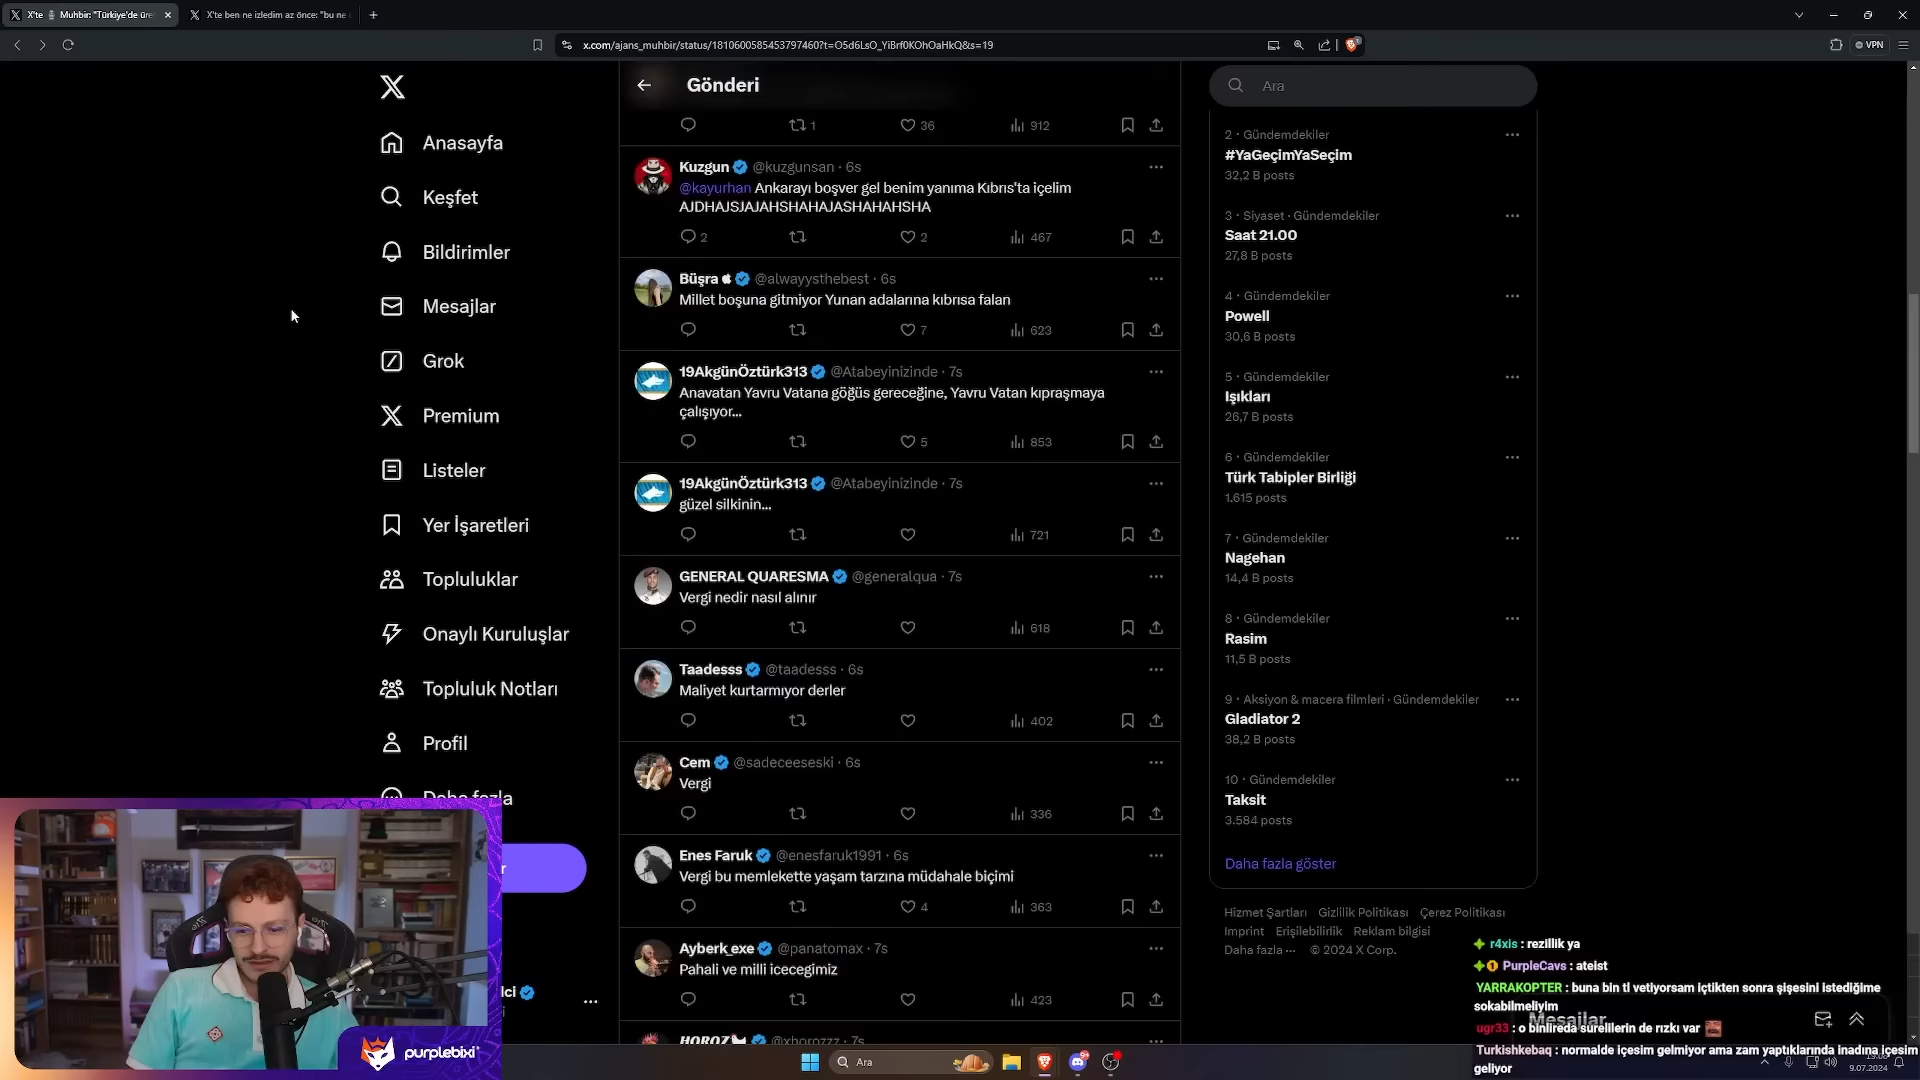 X'te Muhbir: "Türkiye'de üre
X'te ben ne izledim az önce: "bu ne
x.com/ajans_muhbir/status/1810600585453797460?t=O5d6LsO_YiBrf0KOhOaHkQ&s=19
VPN
Anasayfa
Keşfet
Bildirimler
Mesajlar
Grok
Premium
Listeler
Yer İşaretleri
Topluluklar
Onaylı Kuruluşlar
Topluluk Notları
Profil
Daha fazla
Gönderi
1 36 912
Kuzgun @kuzgunsan · 6s
@kayurhan Ankarayı boşver gel benim yanıma Kıbrıs'ta içelim
AJDHAJSJAJAHSHAHAJASHAHAHSHA
2 2 467
Büşra @alwayysthebest · 6s
Millet boşuna gitmiyor Yunan adalarına kıbrısa falan
7 623
19AkgünÖztürk313 @Atabeyinizinde · 7s
Anavatan Yavru Vatana göğüs gereceğine, Yavru Vatan kıpraşmaya
çalışıyor...
5 853
19AkgünÖztürk313 @Atabeyinizinde · 7s
güzel silkinin...
721
GENERAL QUARESMA @generalqua · 7s
Vergi nedir nasıl alınır
618
Taadesss @taadesss · 6s
Maliyet kurtarmıyor derler
402
Cem @sadeceeseski · 6s
Vergi
336
Enes Faruk @enesfaruk1991 · 6s
Vergi bu memlekette yaşam tarzına müdahale biçimi
4 363
Ayberk_exe @panatomax · 7s
Pahali ve milli icecegimiz
423
HOROZ @xhorozzz · 7s
Ara
2 · Gündemdekiler
#YaGeçimYaSeçim
32,2 B posts
3 · Siyaset · Gündemdekiler
Saat 21.00
27,8 B posts
4 · Gündemdekiler
Powell
30,6 B posts
5 · Gündemdekiler
Işıkları
26,7 B posts
6 · Gündemdekiler
Türk Tabipler Birliği
1.615 posts
7 · Gündemdekiler
Nagehan
14,4 B posts
8 · Gündemdekiler
Rasim
11,5 B posts
9 · Aksiyon & macera filmleri · Gündemdekiler
Gladiator 2
38,2 B posts
10 · Gündemdekiler
Taksit
3.584 posts
Daha fazla göster
Hizmet Şartları Gizlilik Politikası Çerez Politikası
Imprint Erişilebilirlik Reklam bilgisi
Daha fazla ··· © 2024 X Corp.
r4xis : rezillik ya
PurpleCavs : ateist
YARRAKOPTER : buna bin tl vetiyorsam içtikten sonra şişesini istediğime
sokabilmeliyim
Mesajlar
ugr33 : o binlireda sürelilerin de rızkı var
Turkishkebaq : normalde içesim gelmiyor ama zam yaptıklarında inadına içesim
geliyor
lci
purplebixi
Ara
9.07.2024